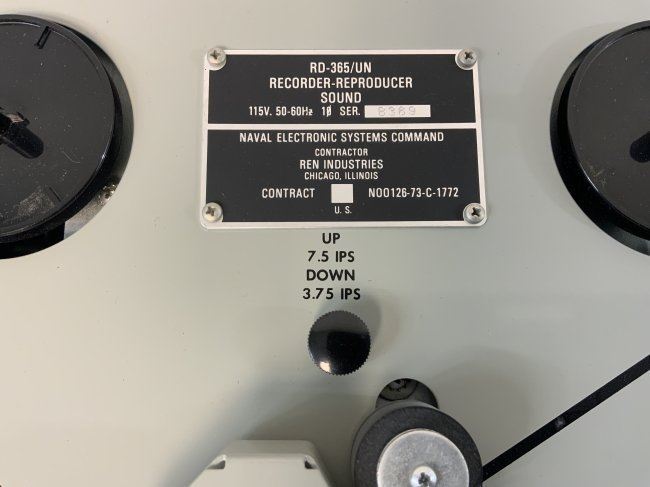 RD-365/UN
RECORDER-REPRODUCER
SOUND
115V. 50-60Hz 1ϕ SER. 8369
NAVAL ELECTRONIC SYSTEMS COMMAND
CONTRACTOR
REN INDUSTRIES
CHICAGO, ILLINOIS
CONTRACT N00126-73-C-1772
U. S.
UP
7.5 IPS
DOWN
3.75 IPS